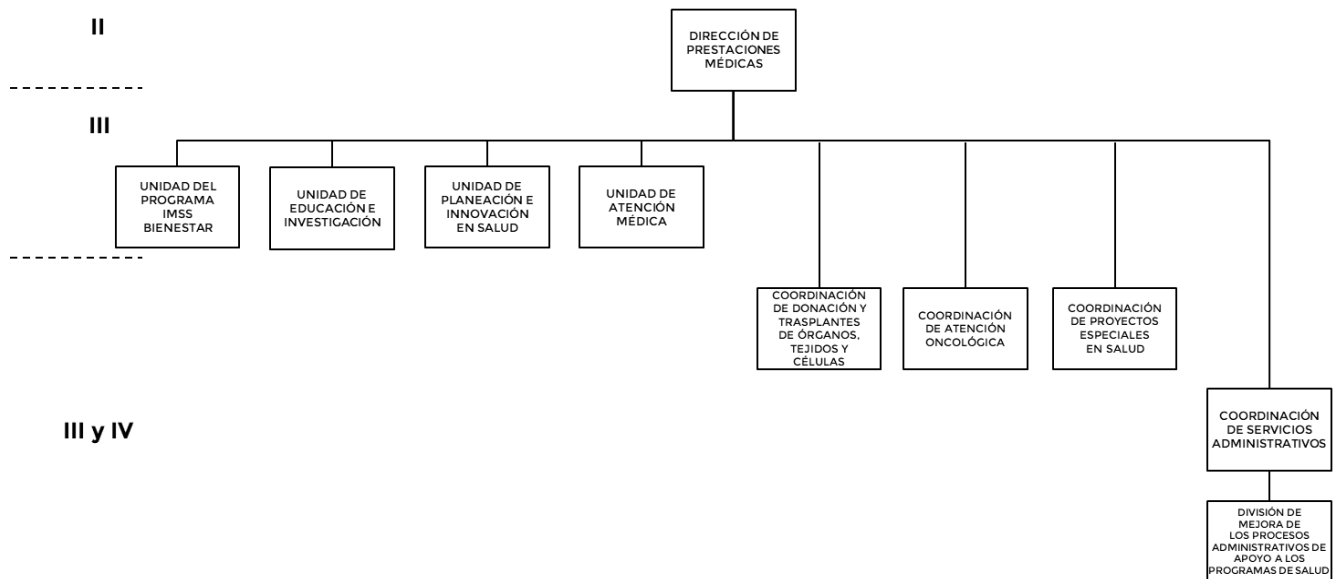 II
DIRECCIÓN DE
PRESTACIONES
MÉDICAS
III
UNIDAD DEL
PROGRAMA
IMSS
BIENESTAR
UNIDAD DE
EDUCACIÓN E
INVESTIGACIÓN
UNIDAD DE
PLANEACIÓN E
INNOVACIÓN
EN SALUD
UNIDAD DE
ATENCIÓN
MÉDICA
COORDINACIÓN
DE DONACIÓN Y
TRASPLANTES
DE ÓRGANOS,
TEJIDOS Y
CÉLULAS
COORDINACIÓN
DE ATENCIÓN
ONCOLÓGICA
COORDINACIÓN
DE PROYECTOS
ESPECIALES
EN SALUD
III y IV
COORDINACIÓN
DE SERVICIOS
ADMINISTRATIVOS
DIVISIÓN DE
MEJORA DE
LOS PROCESOS
ADMINISTRATIVOS DE
APOYO A LOS
PROGRAMAS DE SALUD